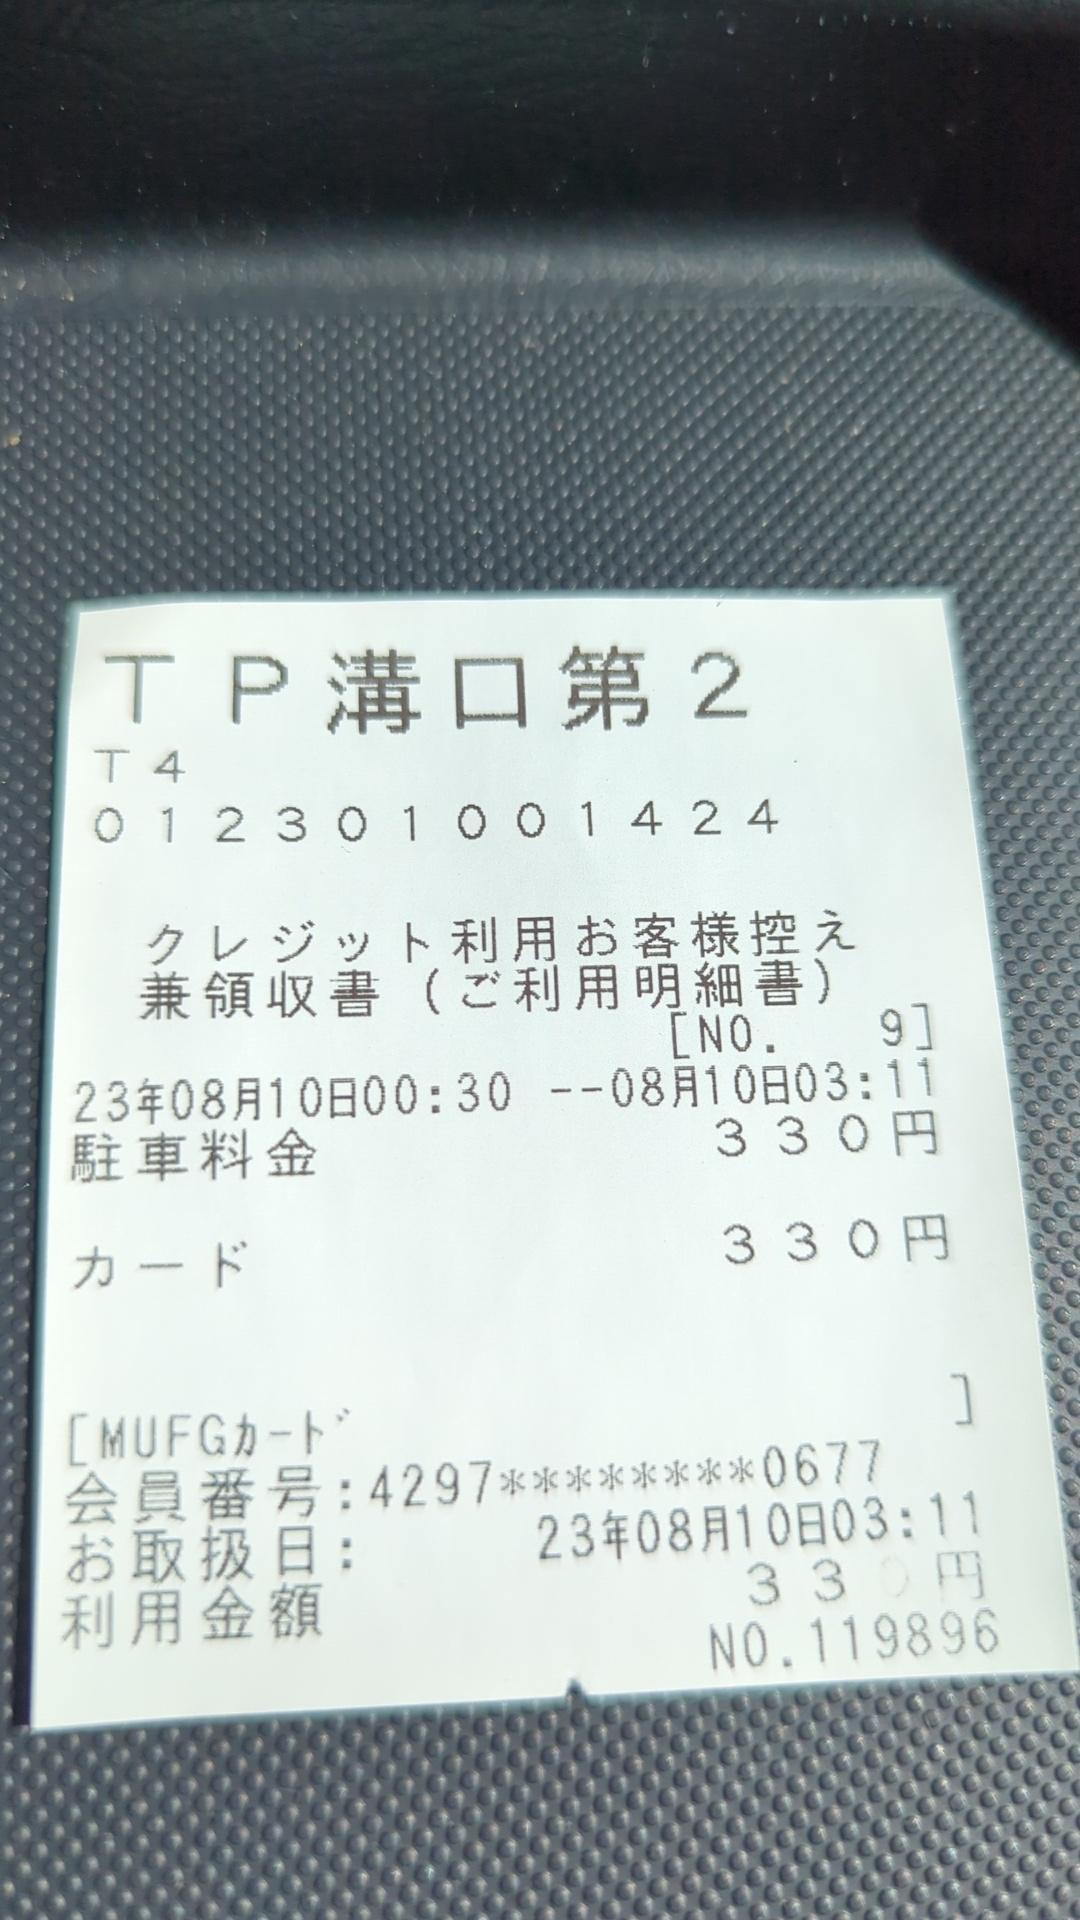 TP溝口第2
T4
012301001424
クレジット利用お客様控え
兼領収書(ご利用明細書)
[NO. 9]
23年08月10日00:30 --08月10日03:11
駐車料金 330円
カード 330円
[MUFGカード ]
会員番号:4297********0677
お取扱日: 23年08月10日03:11
利用金額 330円
NO.119896